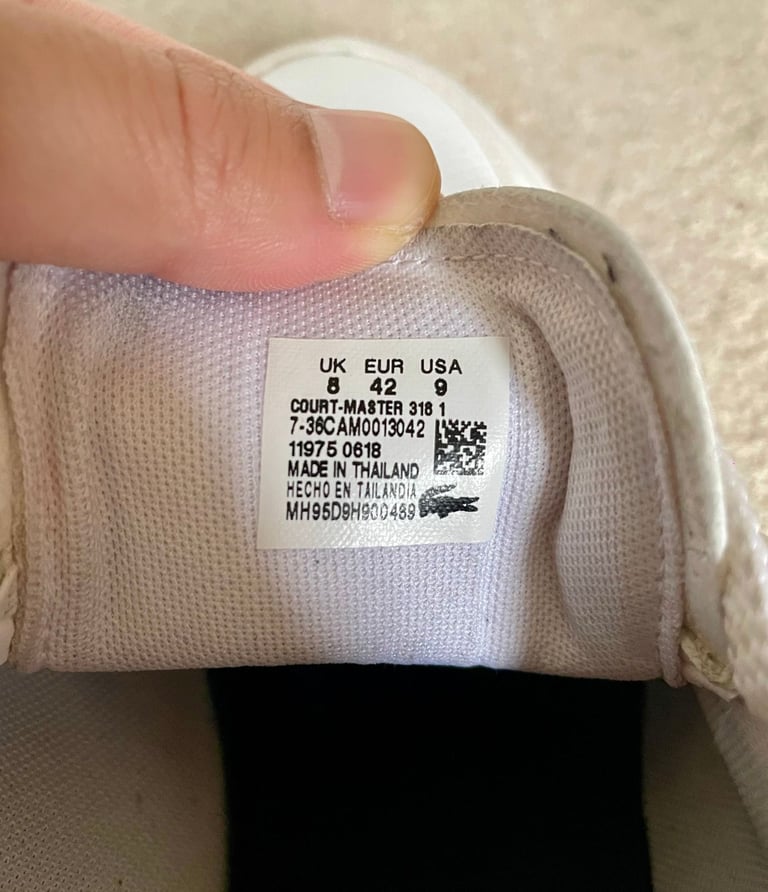 UK EUR USA
8 42 9
COURT-MASTER 318 1
7-36CAM0013042
11975 0618
MADE IN THAILAND
HECHO EN TAILANDIA
MH95D9H900489